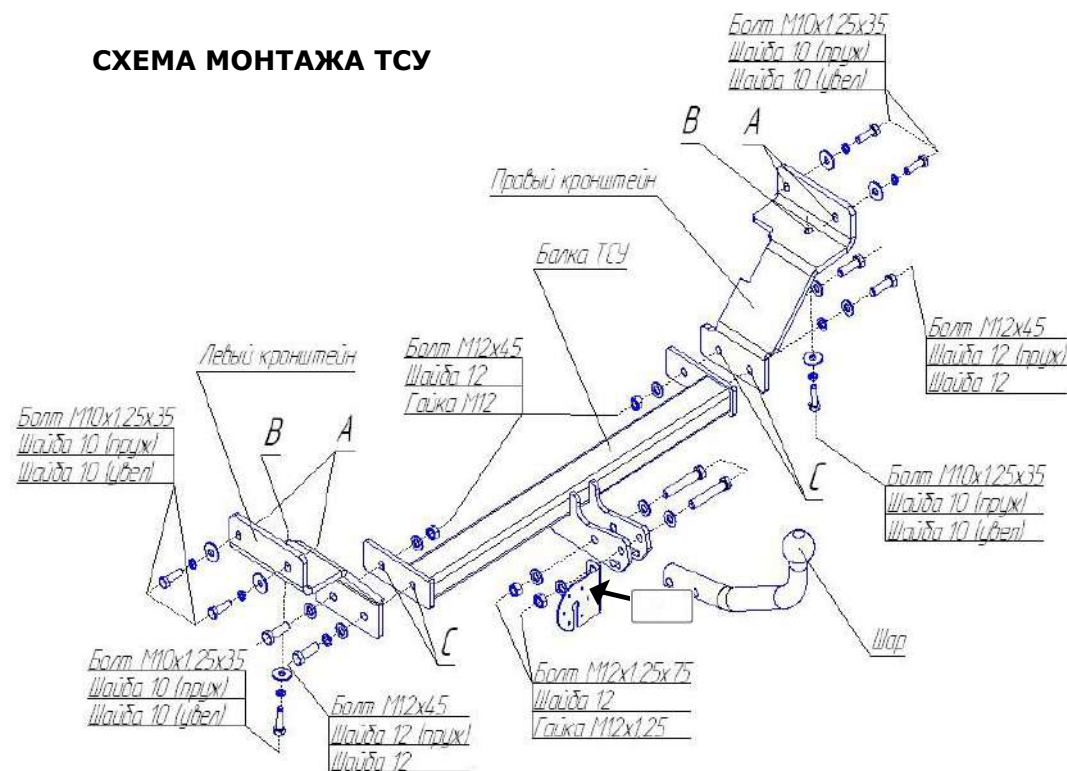 СХЕМА МОНТАЖА ТСУ
Болт М10х1.25х35
Шайба 10 (пруж)
Шайба 10 (увел)
В
А
Правый кронштейн
Балка ТСУ
Болт М12х45
Шайба 12 (пруж)
Шайба 12
Левый кронштейн
Болт М12х45
Шайба 12
Гайка М12
Болт М10х1.25х35
Шайба 10 (пруж)
Шайба 10 (увел)
В
А
С
Болт М10х1.25х35
Шайба 10 (пруж)
Шайба 10 (увел)
С
Шар
Болт М10х1.25х35
Шайба 10 (пруж)
Шайба 10 (увел)
Болт М12х45
Шайба 12 (пруж)
Шайба 12
Болт М12х1.25х75
Шайба 12
Гайка М12х1.25